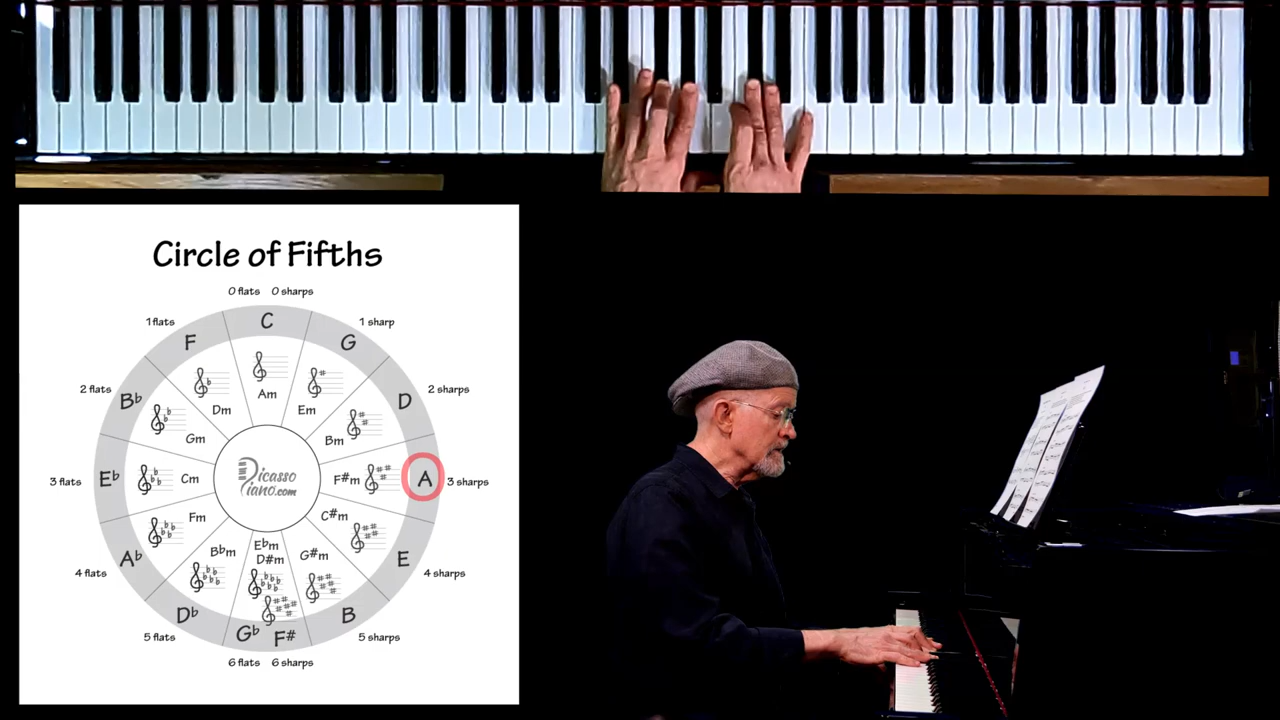 Circle of Fifths
0 flats 0 sharps
1 flats C 1 sharp
F G
2 flats Am 2 sharps
B♭ Dm Em D
Gm Bm
3 flats E♭ Cm F#m A 3 sharps
Picasso
Piano.com
Fm C#m
A♭ Ebm E
4 flats Bbm D#m G#m 4 sharps
D♭ B
5 flats G♭ F# 5 sharps
6 flats 6 sharps